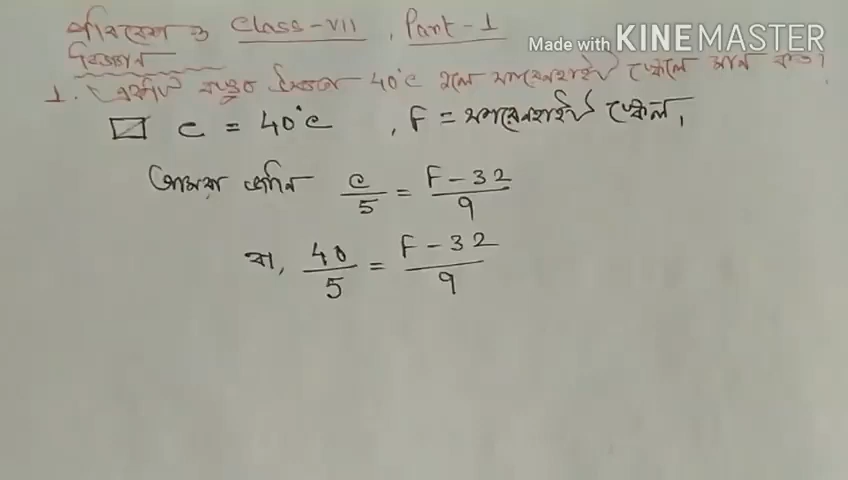 পরিবেশ ও Class-VII, Part-1
বিজ্ঞান
Made with KINEMASTER
1. একটি বস্তুর উষ্ণতা 40°C হলে ফারেনহাইট স্কেলে মান কত?
C = 40°C, F = ফারেনহাইট স্কেল,
আমরা জানি C/5 = F-32/9
বা, 40/5 = F-32/9